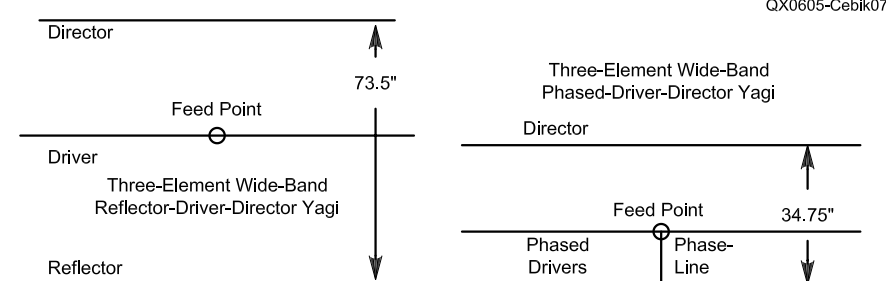 QX0605-Cebik07
Director
73.5"
Feed Point
Driver
Three-Element Wide-Band
Reflector-Driver-Director Yagi
Reflector
Three-Element Wide-Band
Phased-Driver-Director Yagi
Director
Feed Point
34.75"
Phased
Drivers
Phase-
Line